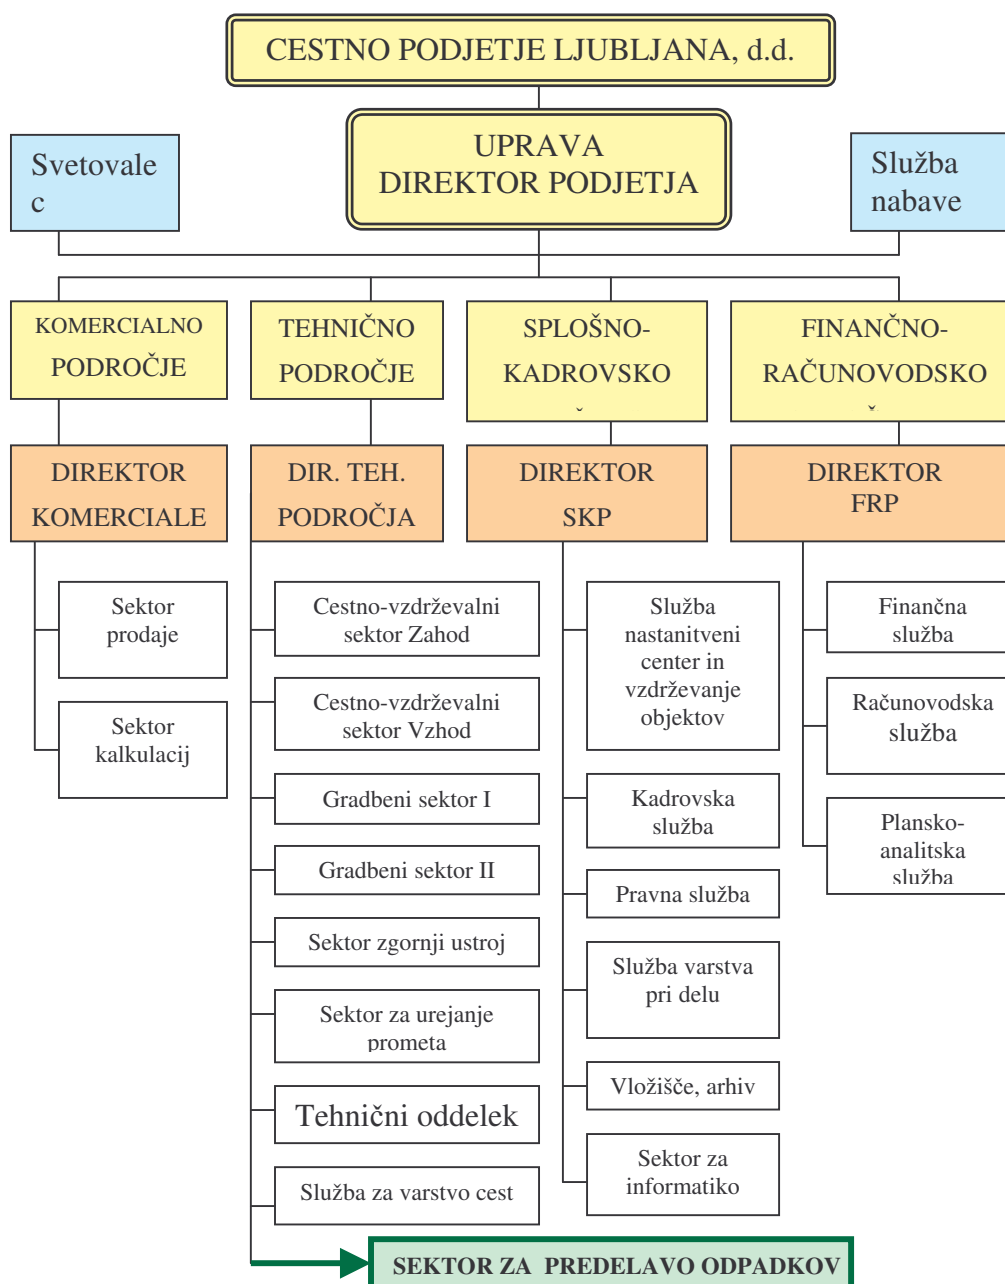 CESTNO PODJETJE LJUBLJANA, d.d.
UPRAVA
DIREKTOR PODJETJA
Svetovale
c
Služba
nabave
KOMERCIALNO
PODROČJE
TEHNIČNO
PODROČJE
SPLOŠNO-
KADROVSKO
FINANČNO-
RAČUNOVODSKO
DIREKTOR
KOMERCIALE
DIR. TEH.
PODROČJA
DIREKTOR
SKP
DIREKTOR
FRP
Sektor
prodaje
Sektor
kalkulacij
Cestno-vzdrževalni
sektor Zahod
Cestno-vzdrževalni
sektor Vzhod
Gradbeni sektor I
Gradbeni sektor II
Sektor zgornji ustroj
Sektor za urejanje
prometa
Tehnični oddelek
Služba za varstvo cest
SEKTOR ZA PREDELAVO ODPADKOV
Služba
nastanitveni
center in
vzdrževanje
objektov
Kadrovska
služba
Pravna služba
Služba varstva
pri delu
Vložišče, arhiv
Sektor za
informatiko
Finančna
služba
Računovodska
služba
Plansko-
analitska
služba